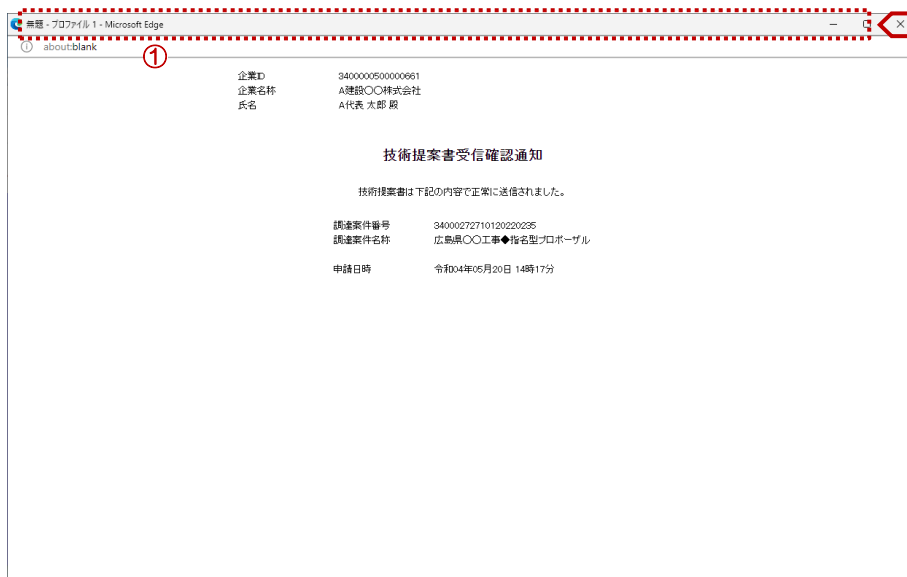 無題 - プロファイル 1 - Microsoft Edge
about:blank
①
企業ID 3400000500000661
企業名称 A建設〇〇株式会社
氏名 A代表 太郎 殿
技術提案書受信確認通知
技術提案書は下記の内容で正常に送信されました。
調達案件番号 34000272710120220235
調達案件名称 広島県〇〇工事◆指名型プロポーザル
申請日時 令和04年05月20日 14時17分